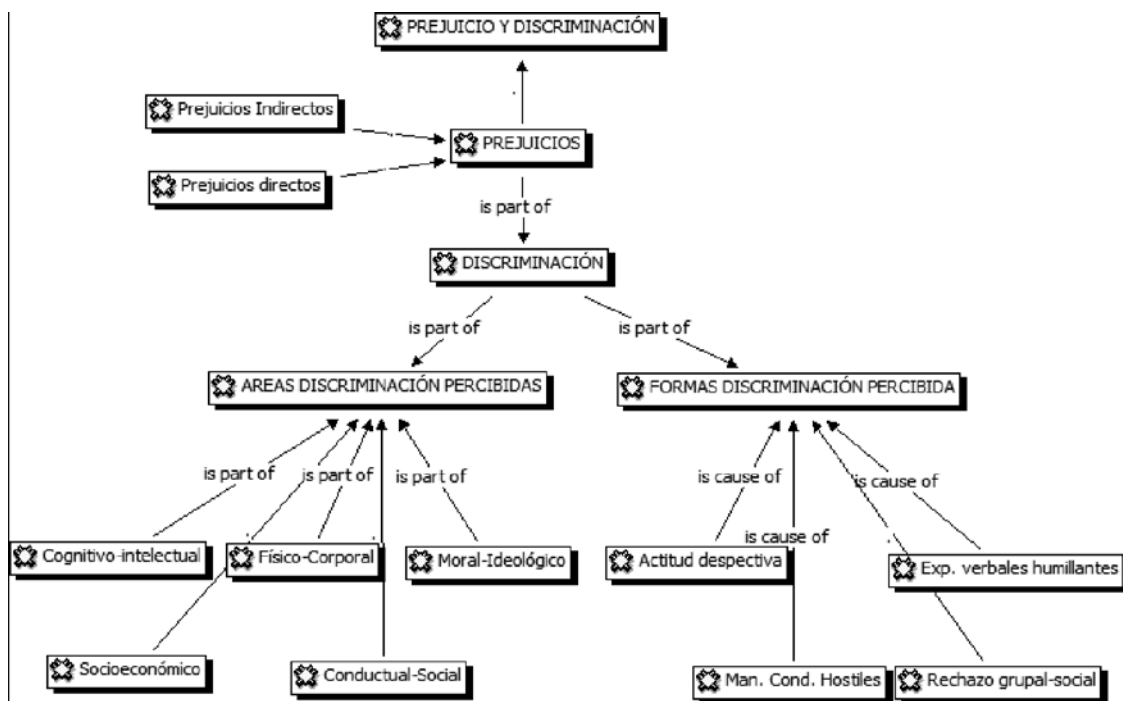 PREJUICIO Y DISCRIMINACIÓN
Prejuicios Indirectos
PREJUICIOS
Prejuicios directos
is part of
DISCRIMINACIÓN
is part of
is part of
AREAS DISCRIMINACIÓN PERCIBIDAS
FORMAS DISCRIMINACIÓN PERCIBIDA
is part of
is part of
is part of
is cause of
is cause of
is cause of
Cognitivo-intelectual
Físico-Corporal
Moral-Ideológico
Actitud despectiva
Exp. verbales humillantes
Socioeconómico
Conductual-Social
Man. Cond. Hostiles
Rechazo grupal-social